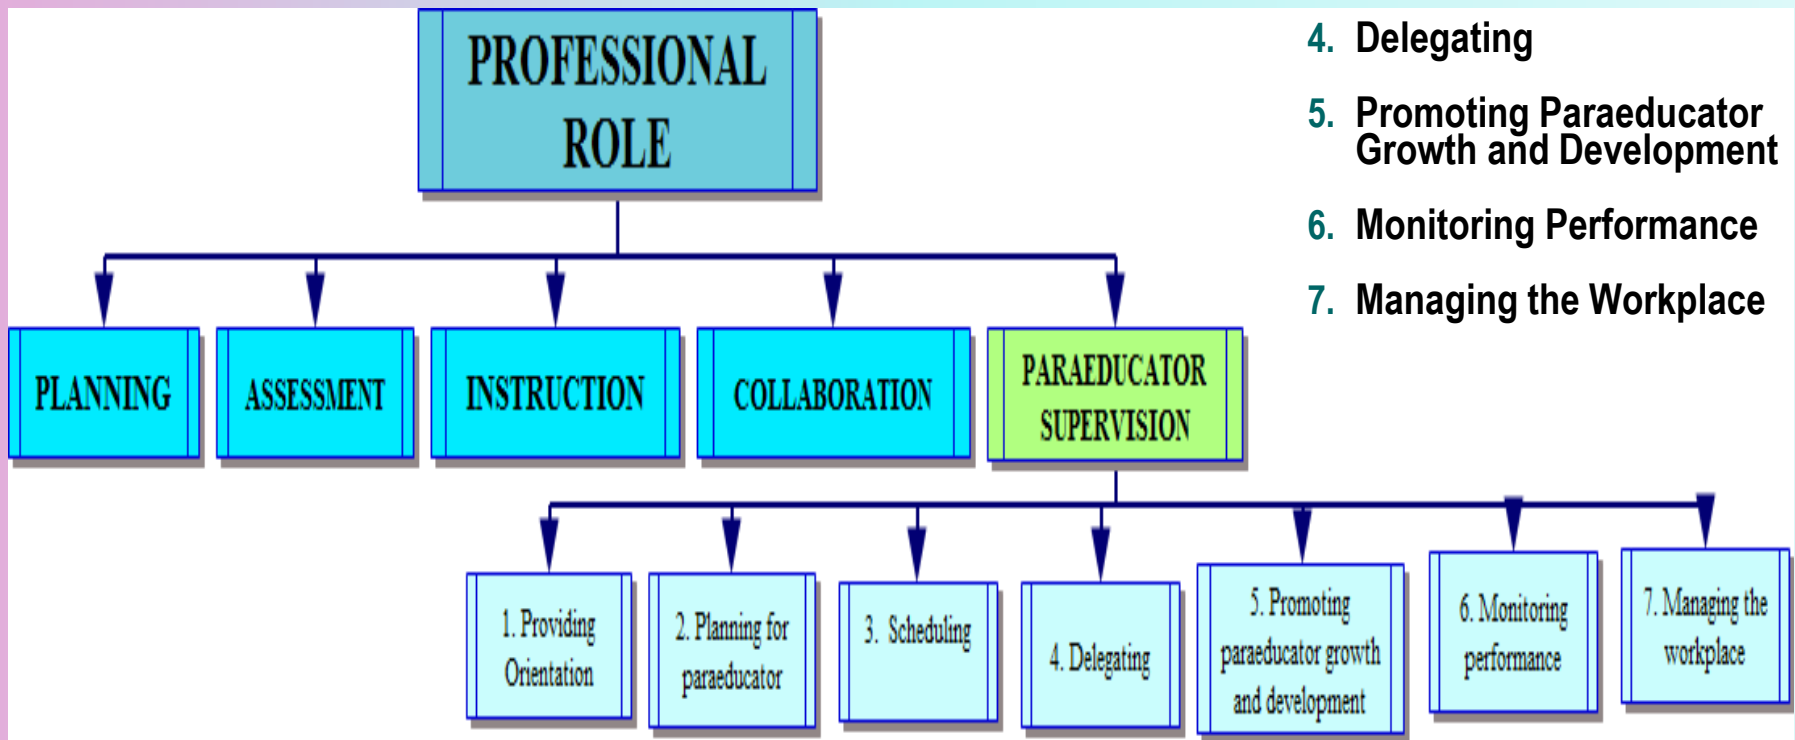 PROFESSIONAL
ROLE
4. Delegating
5. Promoting Paraeducator
Growth and Development
6. Monitoring Performance
7. Managing the Workplace
PLANNING
ASSESSMENT
INSTRUCTION
COLLABORATION
PARAEDUCATOR
SUPERVISION
1. Providing
Orientation
2. Planning for
paraeducator
3. Scheduling
4. Delegating
5. Promoting
paraeducator growth
and development
6. Monitoring
performance
7. Managing the
workplace